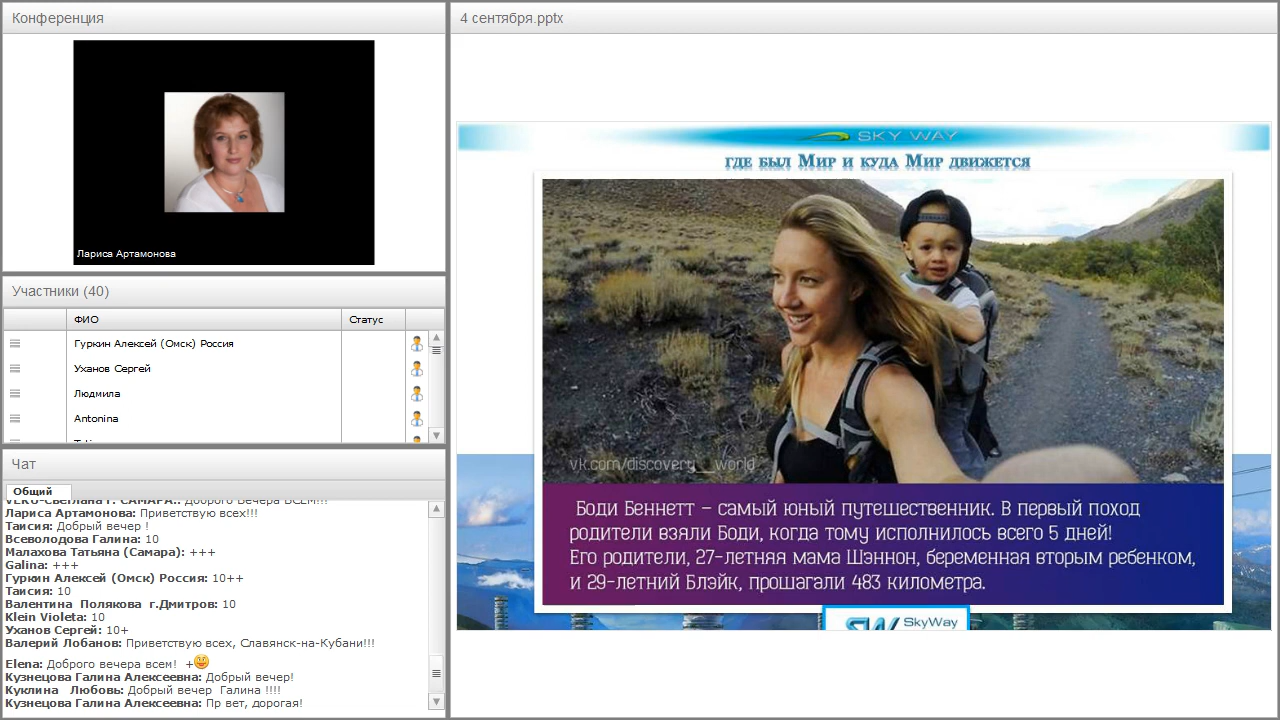 Конференция
Лариса Артамонова
Участники (40)
ФИО Статус
Гуркин Алексей (Омск) Россия
Уханов Сергей
Людмила
Antonina
Чат
Общий
Лариса Артамонова: Приветствую всех!!!
Таисия: Добрый вечер !
Всеволодова Галина: 10
Малахова Татьяна (Самара): +++
Galina: +++
Гуркин Алексей (Омск) Россия: 10++
Таисия: 10
Валентина Полякова г.Дмитров: 10
Klein Violeta: 10
Уханов Сергей: 10+
Валерий Лобанов: Приветствую всех, Славянск-на-Кубани!!!
Elena: Доброго вечера всем! +
Кузнецова Галина Алексеевна: Добрый вечер!
Куклина Любовь: Добрый вечер Галина !!!!
Кузнецова Галина Алексеевна: Пр вет, дорогая!
4 сентября.pptx
SKY WAY
ГДЕ БЫЛ МИР И КУДА МИР ДВИЖЕТСЯ
vk.com/discovery__world
Боди Беннетт – самый юный путешественник. В первый поход
родители взяли Боди, когда тому исполнилось всего 5 дней!
Его родители, 27-летняя мама Шэннон, беременная вторым ребенком,
и 29-летний Блэйк, прошагали 483 километра.
SkyWay